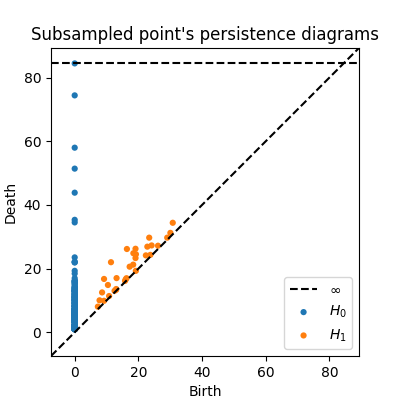 Subsampled point's persistence diagrams
Death
80
60
40
20
0
∞
H₀
H₁
0 20 40 60 80
Birth